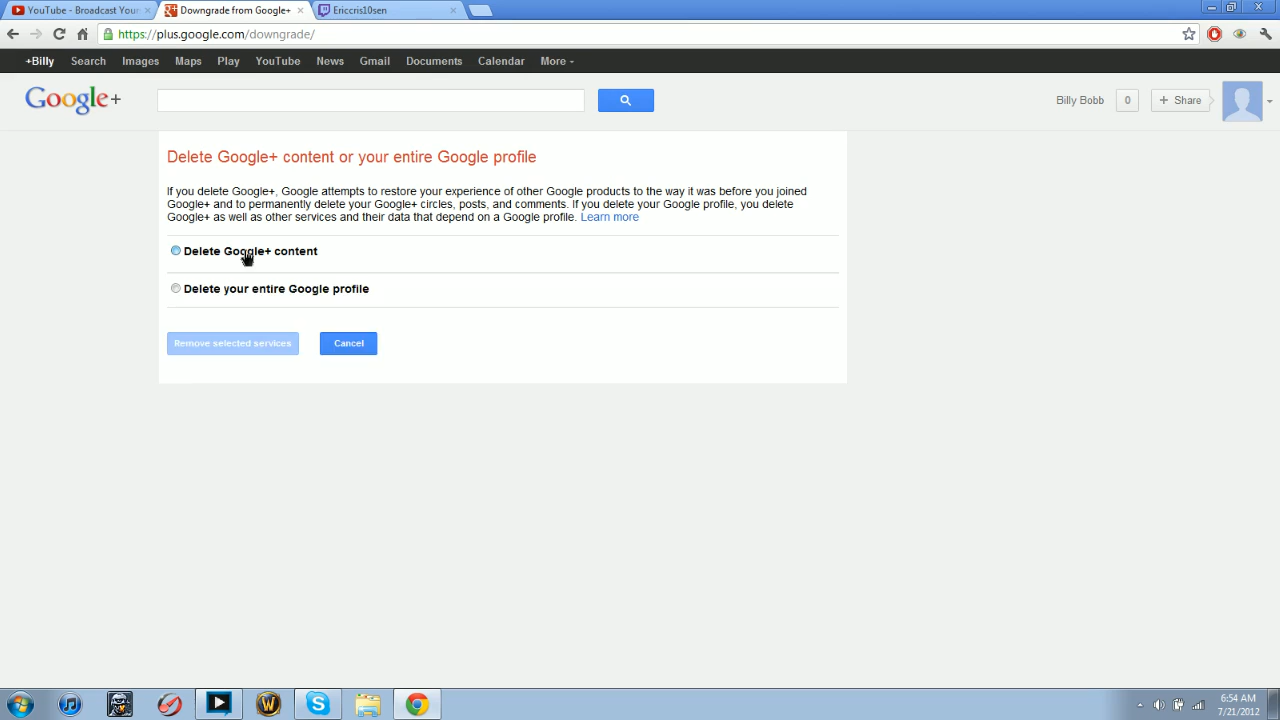 YouTube - Broadcast Your
Downgrade from Google+
Ericcris10sen
https://plus.google.com/downgrade/
+Billy Search Images Maps Play YouTube News Gmail Documents Calendar More
Google+
Billy Bobb 0 + Share
Delete Google+ content or your entire Google profile
If you delete Google+, Google attempts to restore your experience of other Google products to the way it was before you joined
Google+ and to permanently delete your Google+ circles, posts, and comments. If you delete your Google profile, you delete
Google+ as well as other services and their data that depend on a Google profile. Learn more
Delete Google+ content
Delete your entire Google profile
Remove selected services Cancel
6:54 AM
7/21/2012